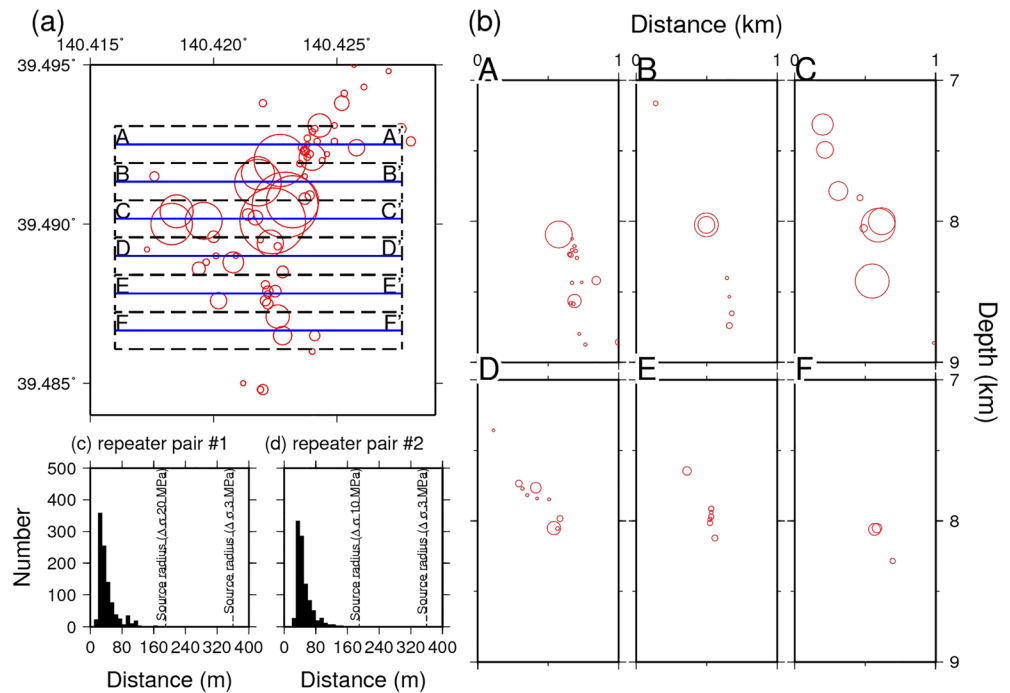 (a)
140.415° 140.420° 140.425°
39.495°
39.490°
39.485°
A A'
B B'
C C'
D D'
E E'
F F'
(b)
Distance (km)
0 1 0 1 0 1
A B C
7
8
9
D E F
7
8
9
Depth (km)
(c) repeater pair #1
500
400
300
200
100
0
Number
0 80 160 240 320 400
Distance (m)
Source radius (Δσ 20 MPa)
Source radius (Δσ 3 MPa)
(d) repeater pair #2
0 80 160 240 320 400
Distance (m)
Source radius (Δσ 10 MPa)
Source radius (Δσ 3 MPa)